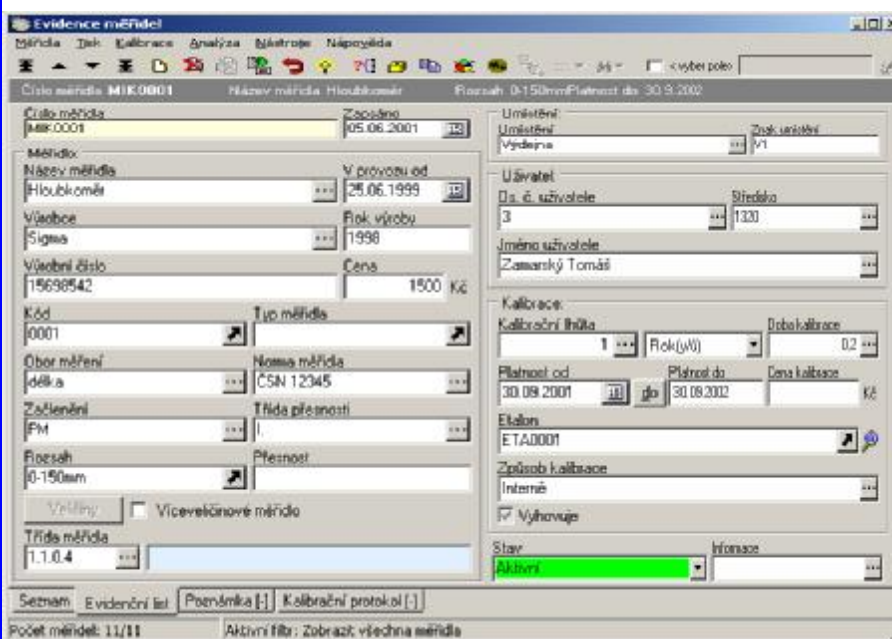 Evidence měřidel
Měřidla Tisk Kalibrace Analýza Nástroje Nápověda
<vyber pole>
Číslo měřidla MIK0001 Název měřidla Hloubkoměr Rozsah 0-150mm Platnost do 30.9.2002
Číslo měřidla Zapsáno
MIK0001 05.06.2001
Měřidlo:
Název měřidla V provozu od
Hloubkoměr 25.06.1999
Výrobce Rok výroby
Sigma 1998
Výrobní číslo Cena
15698542 1500 Kč
Kód Typ měřidla
0001
Obor měření Norma měřidla
délka ČSN 12345
Začlenění Třída přesnosti
PM I.
Rozsah Přesnost
0-150mm
Veličiny Víceveličinové měřidlo
Třída měřidla
1.1.0.4
Umístění:
Umístění Znak umístění
Výdejna V1
Uživatel:
Os. č. uživatele Středisko
3 1320
Jméno uživatele
Zamarský Tomáš
Kalibrace:
Kalibrační lhůta Doba kalibrace
1 Rok(y/ů) 0,2
Platnost od Platnost do Cena kalibrace
30.09.2001 do 30.09.2002 Kč
Etalon
ETA0001
Způsob kalibrace
Interně
Vyhovuje
Stav Informace
Aktivní
Seznam Evidenční list Poznámka [-] Kalibrační protokol [-]
Počet měřidel: 11/11 Aktivní filtr: Zobrazit všechna měřidla